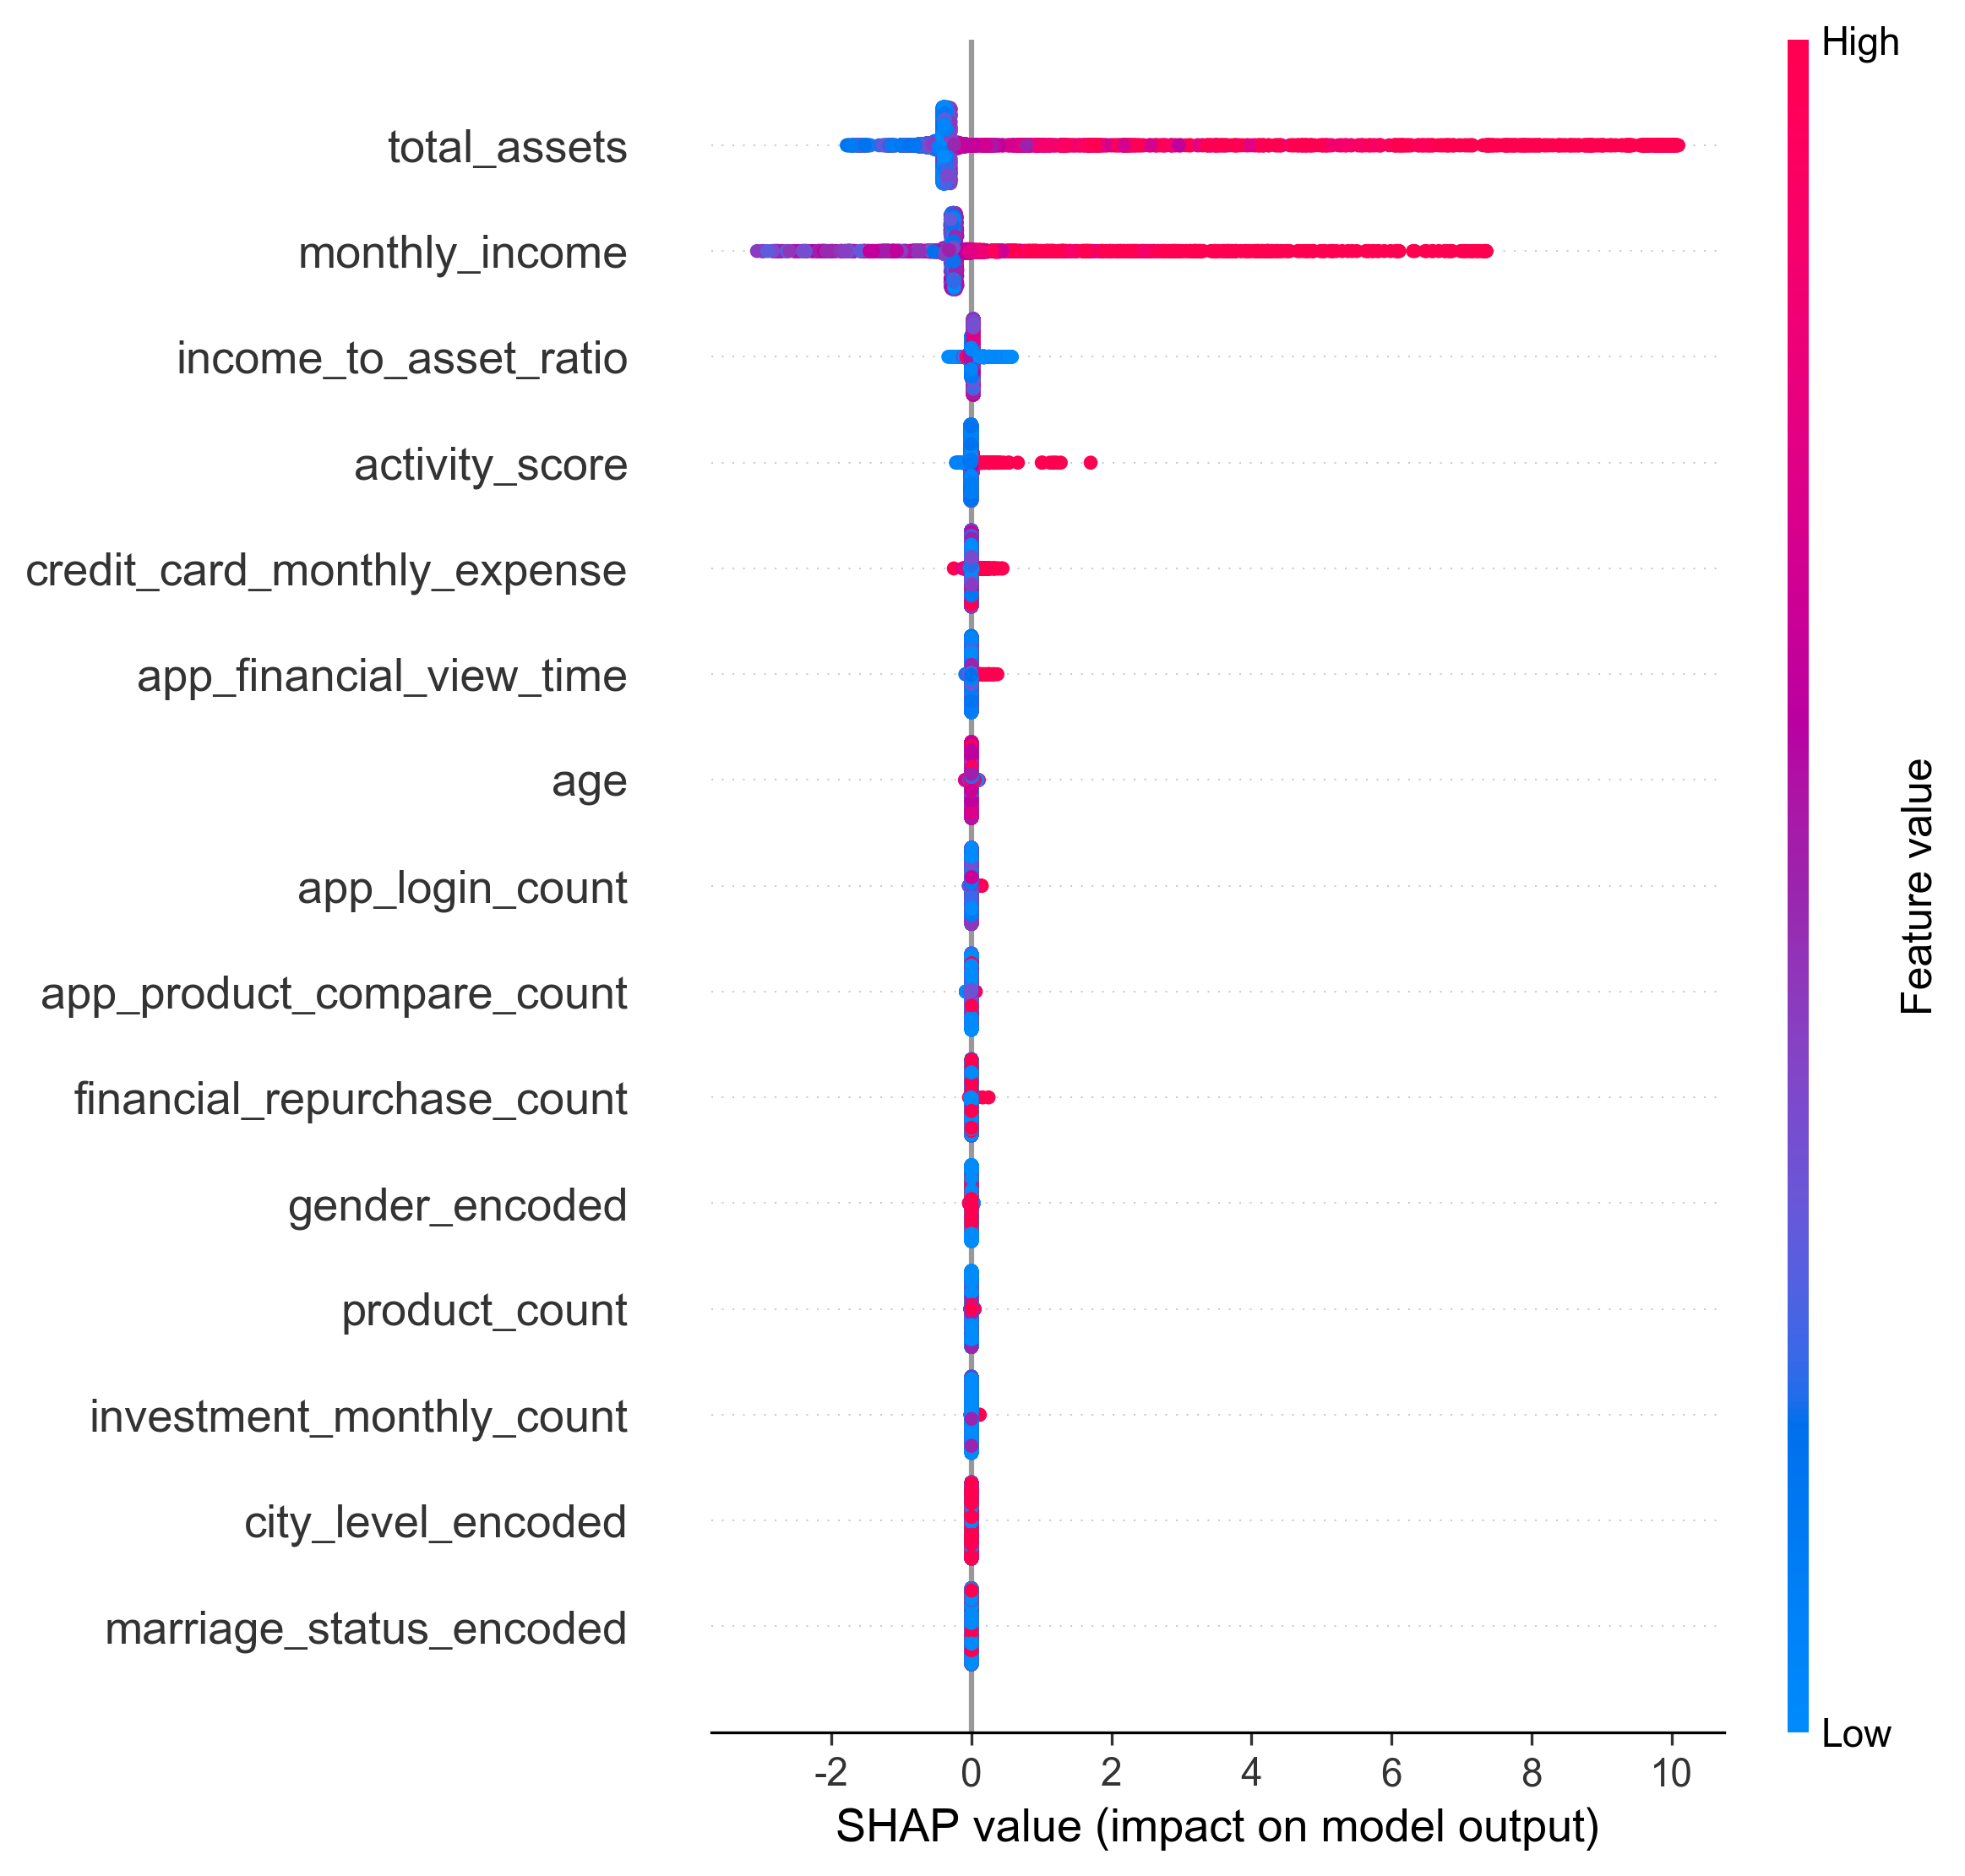 High
total_assets
monthly_income
income_to_asset_ratio
activity_score
credit_card_monthly_expense
app_financial_view_time
age
app_login_count
app_product_compare_count
financial_repurchase_count
gender_encoded
product_count
investment_monthly_count
city_level_encoded
marriage_status_encoded
Feature value
Low
-2 0 2 4 6 8 10
SHAP value (impact on model output)